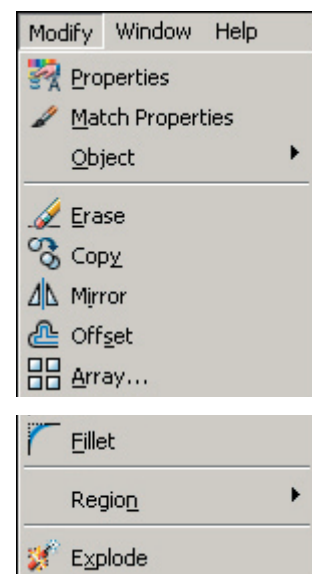 Modify Window Help
Properties
Match Properties
Object
Erase
Copy
Mirror
Offset
Array...
Fillet
Region
Explode